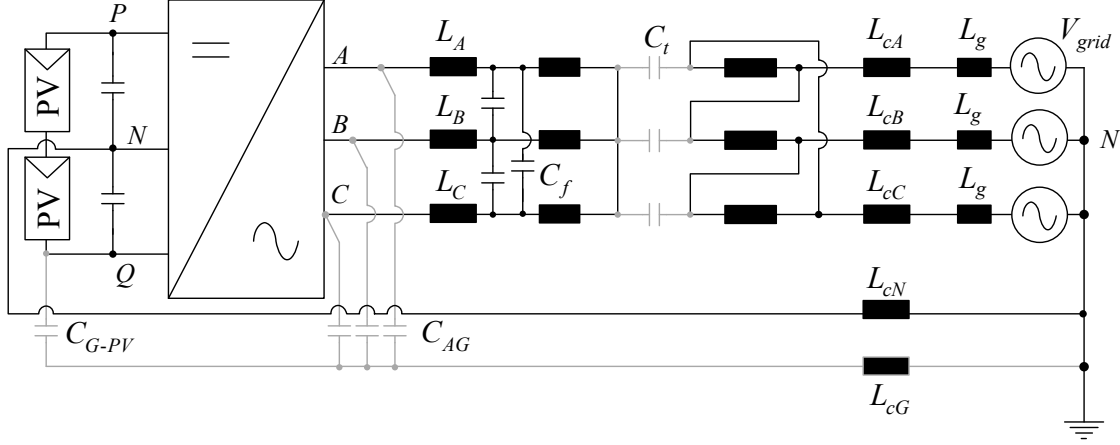 P
L_A
C_t
L_cA
L_g
V_grid
PV
A
N
B
L_B
L_cB
L_g
N
PV
C
L_C
C_f
L_cC
L_g
Q
L_cN
C_G-PV
C_AG
L_cG